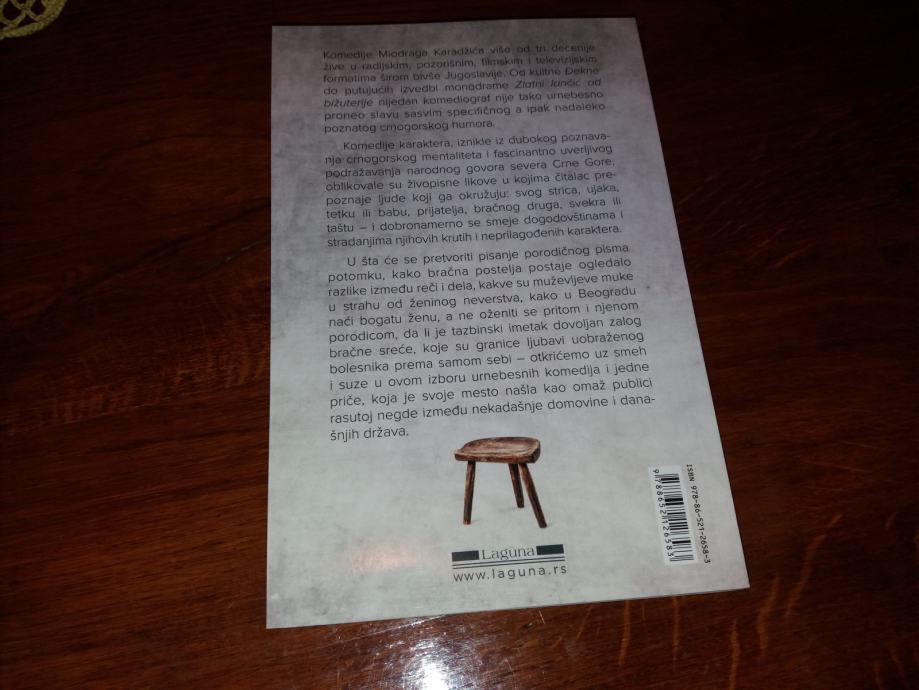 Komedije Miodraga Karadžića više od tri decenije
žive u radijskim, pozorišnim, filmskim i televizijskim
formatima širom bivše Jugoslavije. Od kultne Đekne
do putujućih izvedbi monodrame Zlatni lančić od
bižuterije nijedan komediograf nije tako urnebesno
proneo slavu sasvim specifičnog a ipak nadaleko
poznatog crnogorskog humora.
Komedije karaktera, iznikle iz dubokog poznava-
nja crnogorskog mentaliteta i fascinantno uverljivog
podražavanja narodnog govora severa Crne Gore,
oblikovale su živopisne likove u kojima čitalac pre-
poznaje ljude koji ga okružuju: svog strica, ujaka,
tetku ili babu, prijatelja, bračnog druga, svekra ili
taštu – i dobronamerno se smeje dogodovštinama i
stradanjima njihovih krutih i neprilagođenih karaktera.
U šta će se pretvoriti pisanje porodičnog pisma
potomku, kako bračna postelja postaje ogledalo
razlike između reči i dela, kakve su muževljeve muke
u strahu od ženinog neverstva, kako u Beogradu
naći bogatu ženu, a ne oženiti se pritom i njenom
porodicom, da li je tazbinski imetak dovoljan zalog
bračne sreće, koje su granice ljubavi uobraženog
bolesnika prema samom sebi – otkrićemo uz smeh
i suze u ovom izboru urnebesnih komedija i jedne
priče, koja je svoje mesto našla kao omaž publici
rasutoj negde između nekadašnje domovine i dana-
šnjih država.
Laguna
www.laguna.rs
ISBN 978-86-521-2658-3
9788652126583